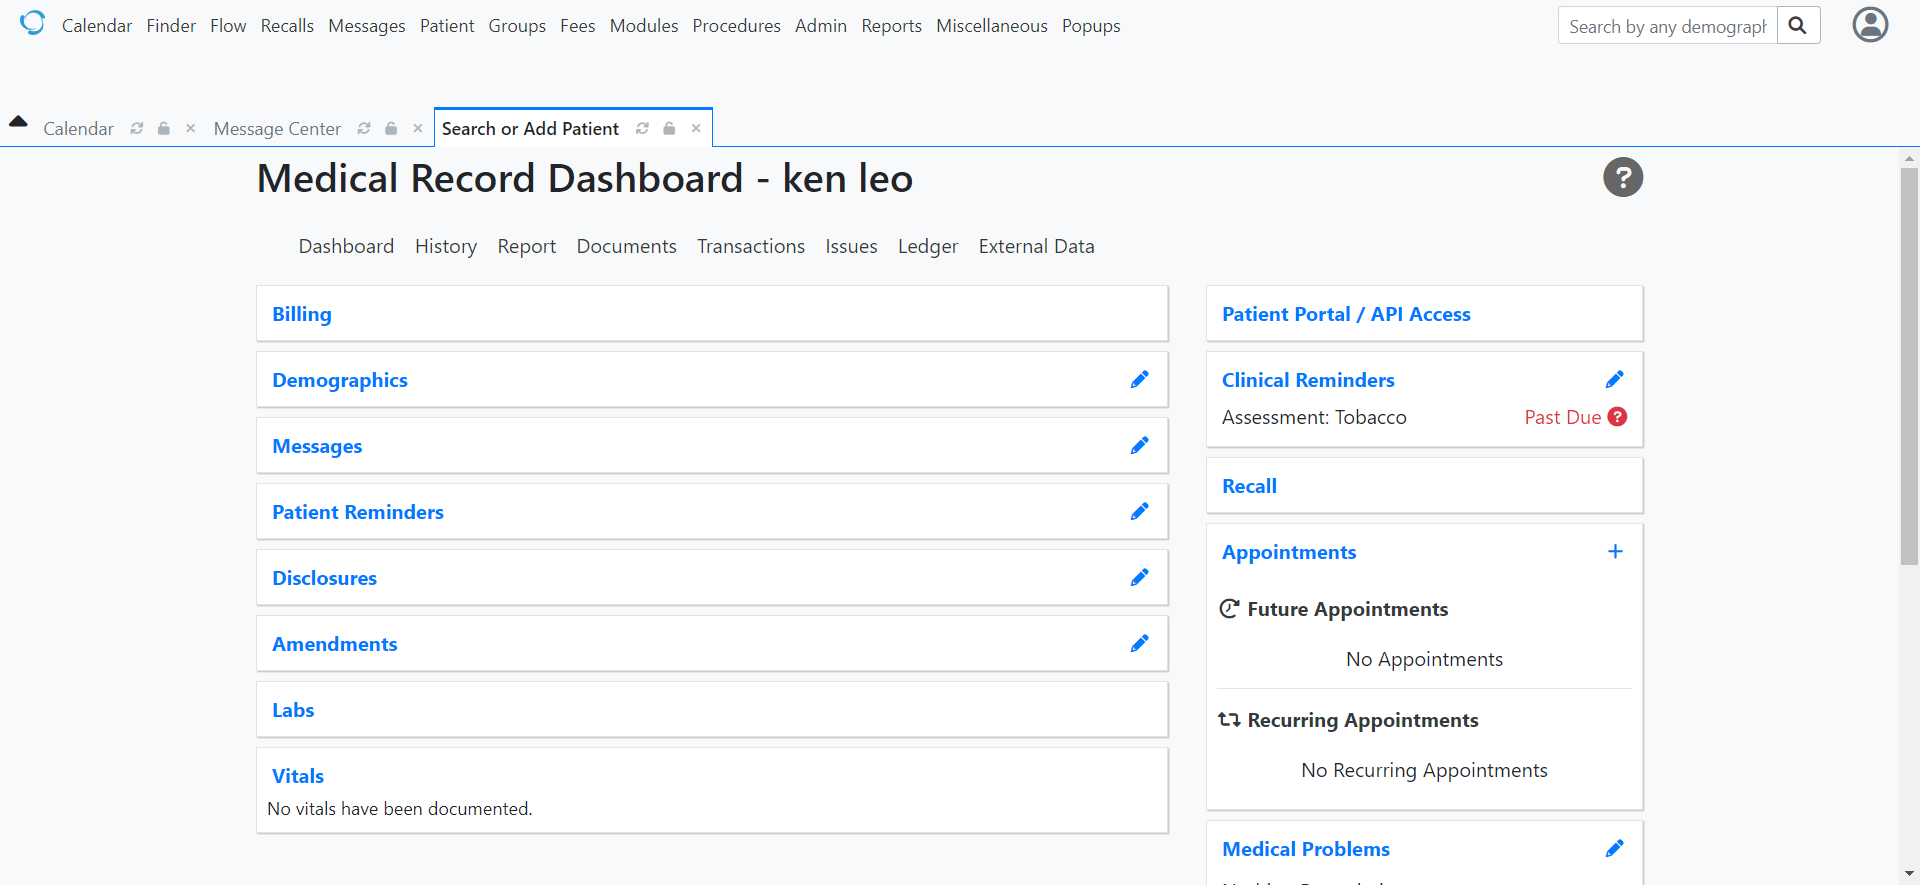 Calendar Finder Flow Recalls Messages Patient Groups Fees Modules Procedures Admin Reports Miscellaneous Popups
Search by any demograph
Calendar Message Center Search or Add Patient
Medical Record Dashboard - ken leo
?
Dashboard History Report Documents Transactions Issues Ledger External Data
Billing
Demographics
Messages
Patient Reminders
Disclosures
Amendments
Labs
Vitals
No vitals have been documented.
Patient Portal / API Access
Clinical Reminders
Assessment: Tobacco Past Due ?
Recall
Appointments
Future Appointments
No Appointments
Recurring Appointments
No Recurring Appointments
Medical Problems